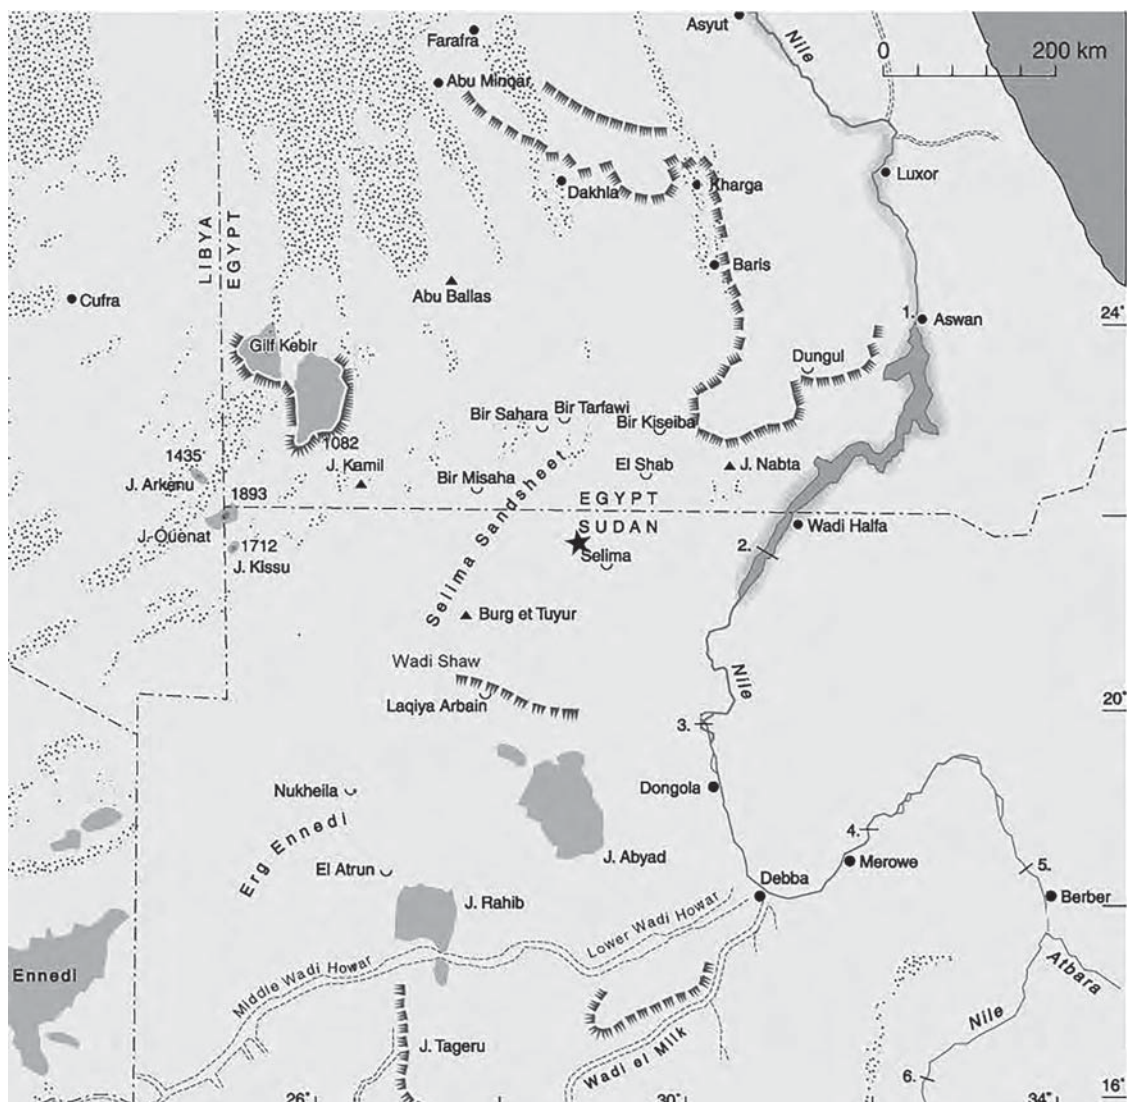 Asyut
Farafra
Nile
0 200 km
Abu Minqar
Luxor
Dakhla
Kharga
LIBYA
EGYPT
Baris
Cufra
Abu Ballas
1.
Aswan
24°
Gilf Kebir
Dungul
Bir Sahara
Bir Tarfawi
Bir Kiseiba
1082
1435
J. Kamil
El Shab
J. Nabta
J. Arkenu
Bir Misaha
1893
EGYPT
SUDAN
Wadi Halfa
J. Ouenat
1712
2.
J. Kissu
Selima
Selima Sandsheet
Burg et Tuyur
Wadi Shaw
Nile
Laqiya Arbain
20°
3.
Nukheila
Dongola
Erg Ennedi
4.
J. Abyad
Merowe
El Atrun
Debba
5.
Berber
J. Rahib
Lower Wadi Howar
Ennedi
Middle Wadi Howar
Atbara
Nile
J. Tageru
Wadi el Milk
6.
26°
30°
34°
16°